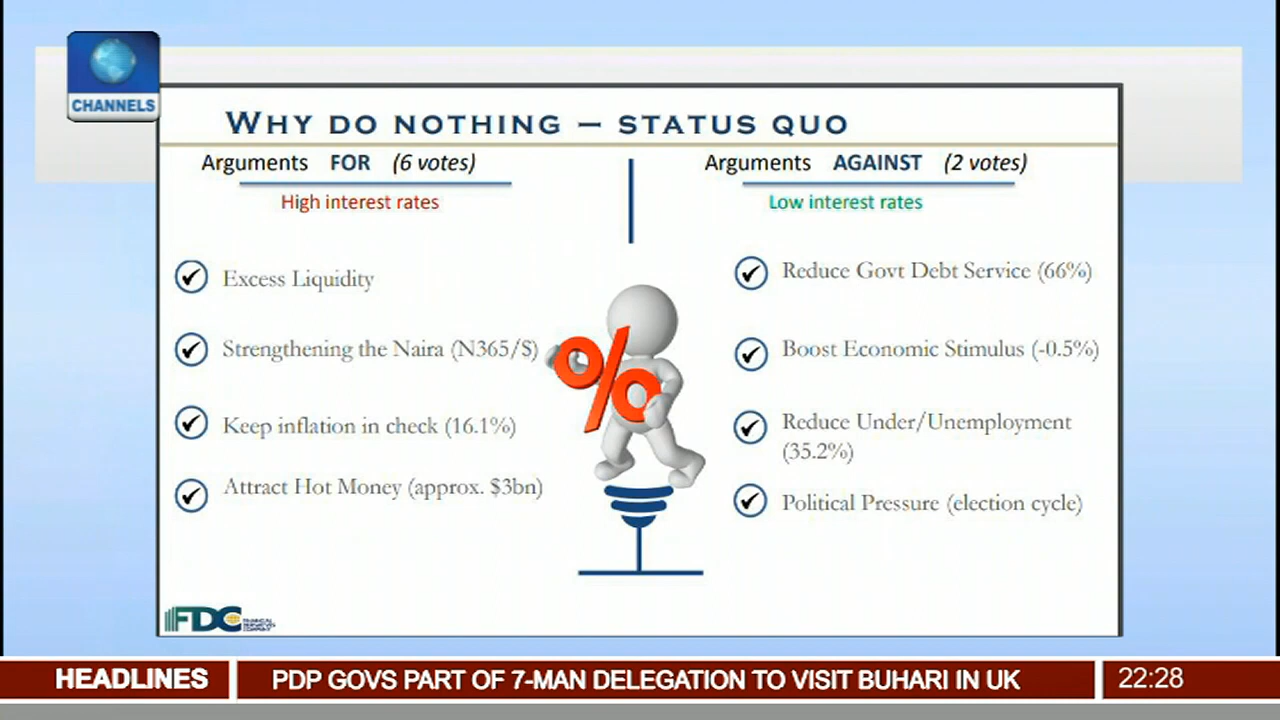 CHANNELS
WHY DO NOTHING – STATUS QUO
Arguments FOR (6 votes)
High interest rates
Excess Liquidity
Strengthening the Naira (N365/$)
Keep inflation in check (16.1%)
Attract Hot Money (approx. $3bn)
Arguments AGAINST (2 votes)
Low interest rates
Reduce Govt Debt Service (66%)
Boost Economic Stimulus (-0.5%)
Reduce Under/Unemployment
(35.2%)
Political Pressure (election cycle)
%
FDC
FINANCIAL
DERIVATIVES
COMPANY
HEADLINES PDP GOVS PART OF 7-MAN DELEGATION TO VISIT BUHARI IN UK 22:28